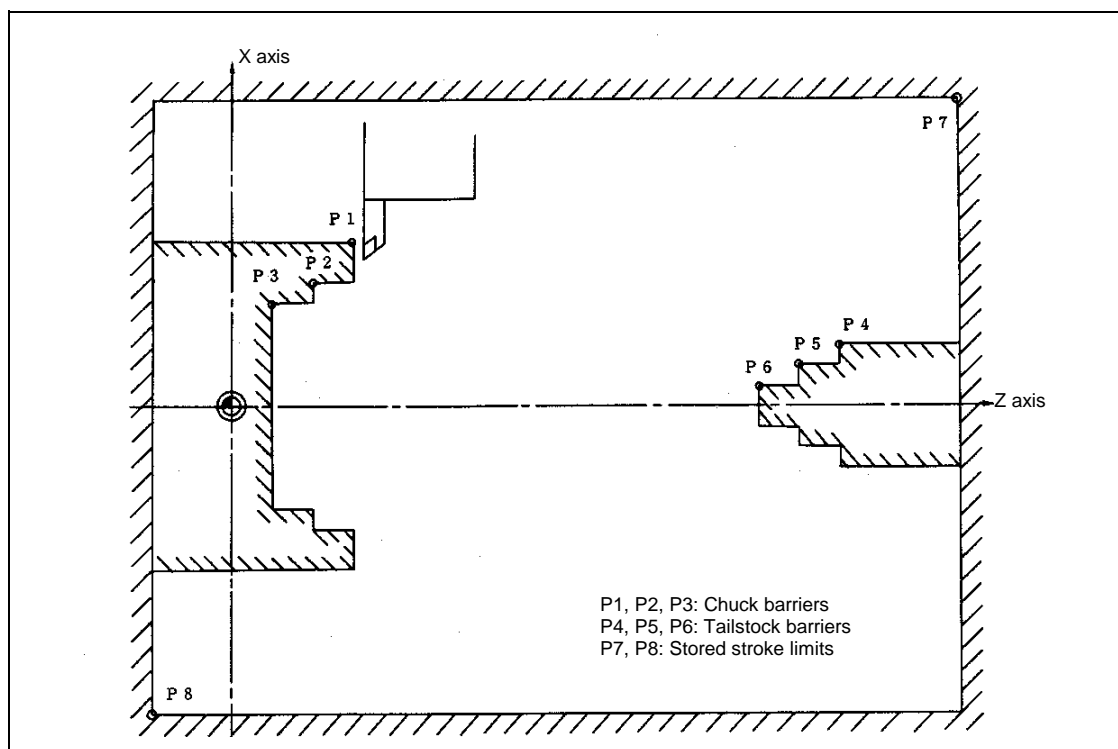 X axis
P 7
P 1
P 2
P 3
P 4
P 5
P 6
Z axis
P1, P2, P3: Chuck barriers
P4, P5, P6: Tailstock barriers
P7, P8: Stored stroke limits
P 8